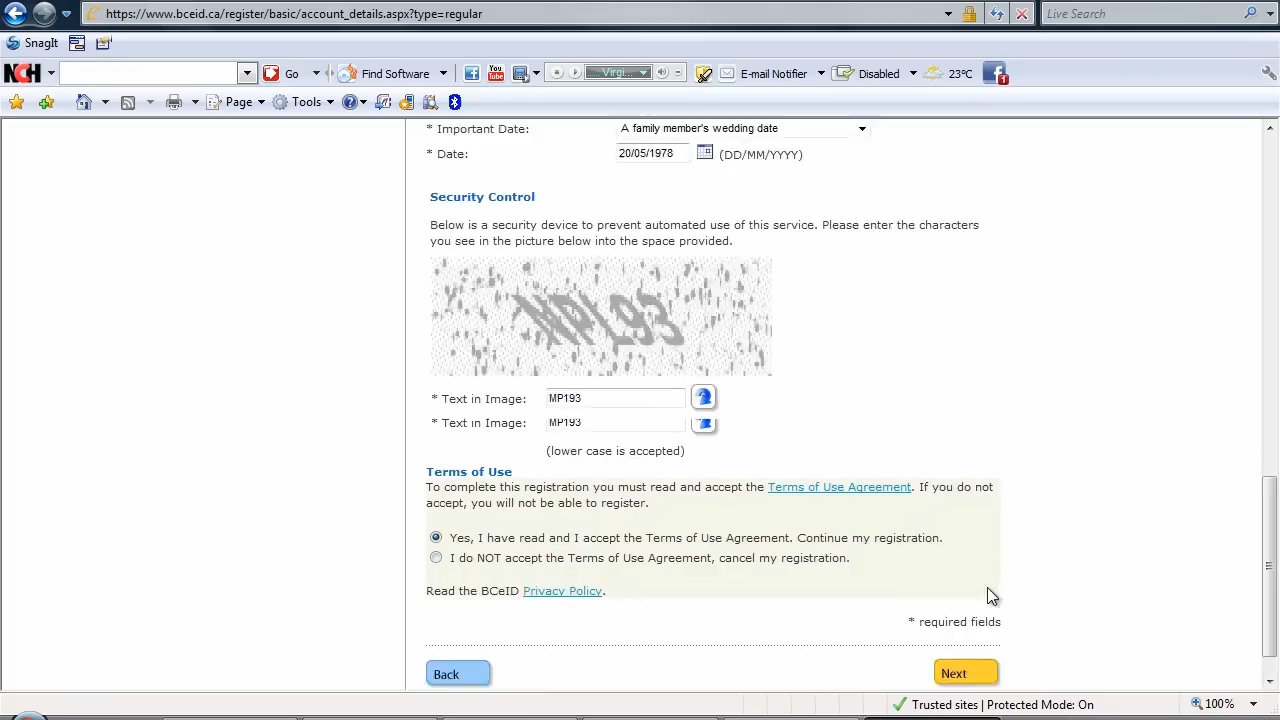 https://www.bceid.ca/register/basic/account_details.aspx?type=regular
Live Search
SnagIt
NCH
Go
Find Software
You Tube
Virgi...
E-mail Notifier
Disabled
23°C
1
Page
Tools
* Important Date:
A family member's wedding date
* Date:
20/05/1978
(DD/MM/YYYY)
Security Control
Below is a security device to prevent automated use of this service. Please enter the characters
you see in the picture below into the space provided.
MPL93
* Text in Image:
MP193
* Text in Image:
MP193
(lower case is accepted)
Terms of Use
To complete this registration you must read and accept the Terms of Use Agreement. If you do not
accept, you will not be able to register.
Yes, I have read and I accept the Terms of Use Agreement. Continue my registration.
I do NOT accept the Terms of Use Agreement, cancel my registration.
Read the BCeID Privacy Policy.
* required fields
Back
Next
Trusted sites | Protected Mode: On
100%